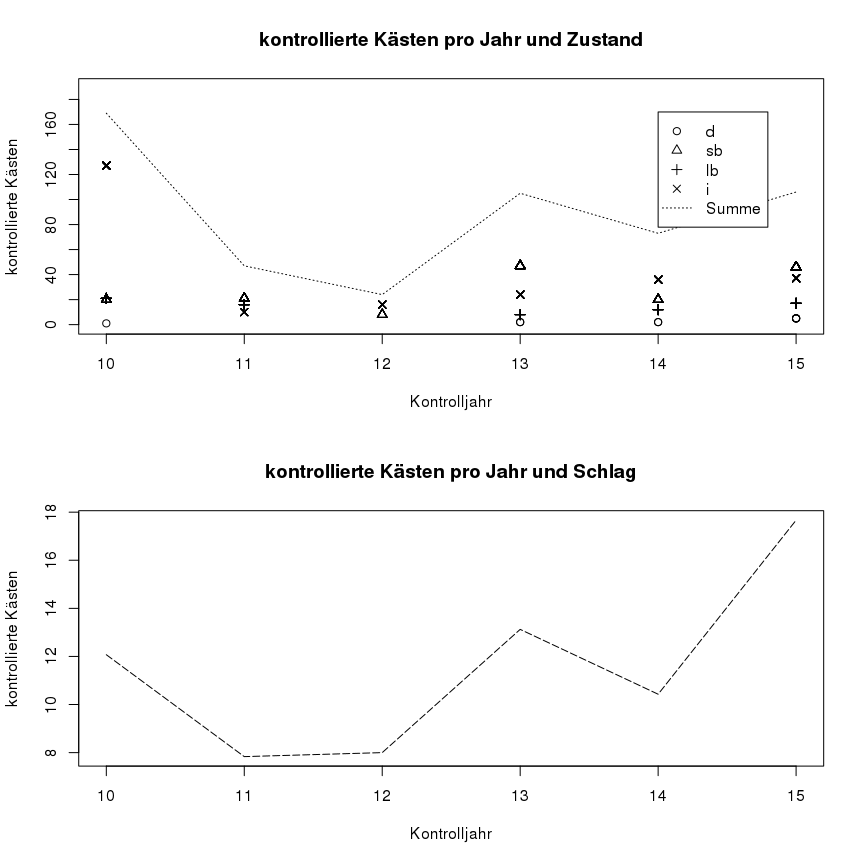 kontrollierte Kästen pro Jahr und Zustand
kontrollierte Kästen
160
120
80
40
0
d
sb
lb
i
Summe
10 11 12 13 14 15
Kontrolljahr
kontrollierte Kästen pro Jahr und Schlag
kontrollierte Kästen
18
16
14
12
10
8
10 11 12 13 14 15
Kontrolljahr